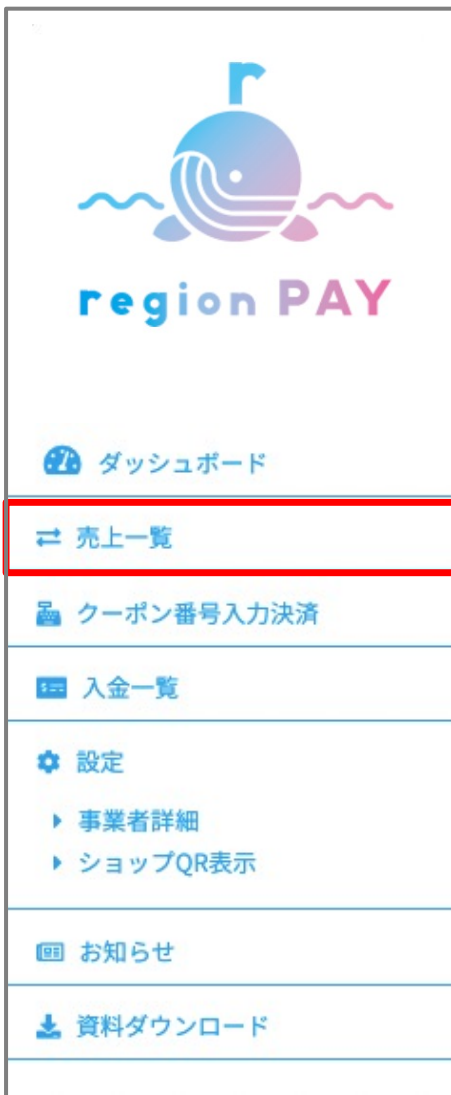 r
region PAY
ダッシュボード
売上一覧
クーポン番号入力決済
入金一覧
設定
事業者詳細
ショップQR表示
お知らせ
資料ダウンロード